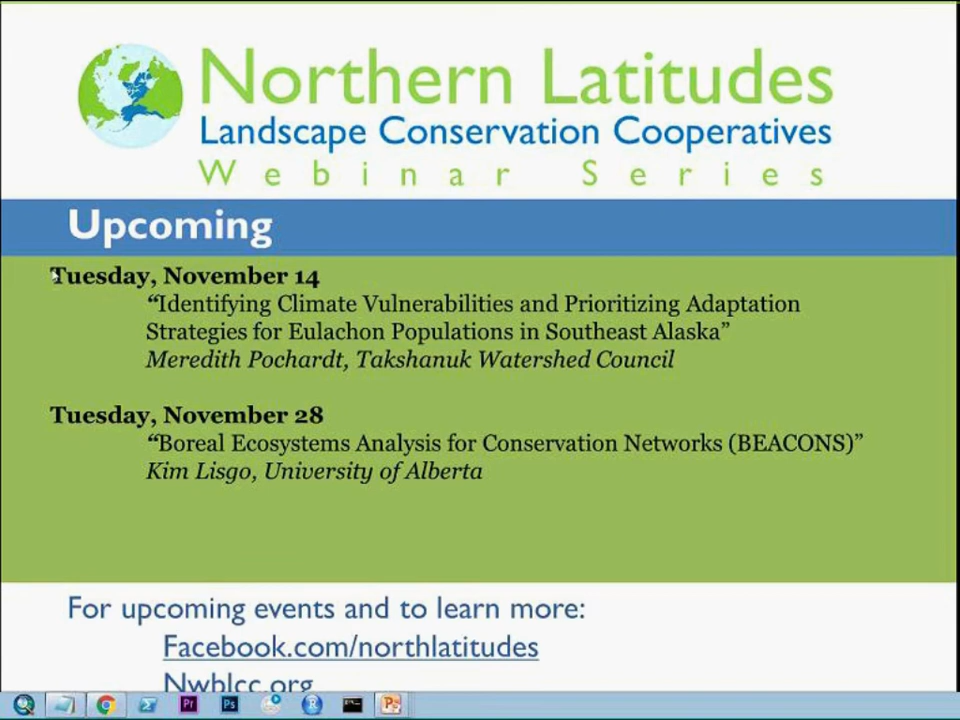 Northern Latitudes
Landscape Conservation Cooperatives
Webinar Series
Upcoming
Tuesday, November 14
“Identifying Climate Vulnerabilities and Prioritizing Adaptation
Strategies for Eulachon Populations in Southeast Alaska”
Meredith Pochardt, Takshanuk Watershed Council
Tuesday, November 28
“Boreal Ecosystems Analysis for Conservation Networks (BEACONS)”
Kim Lisgo, University of Alberta
For upcoming events and to learn more:
Facebook.com/northlatitudes
Nwblcc.org
Pr
Ps
R
P